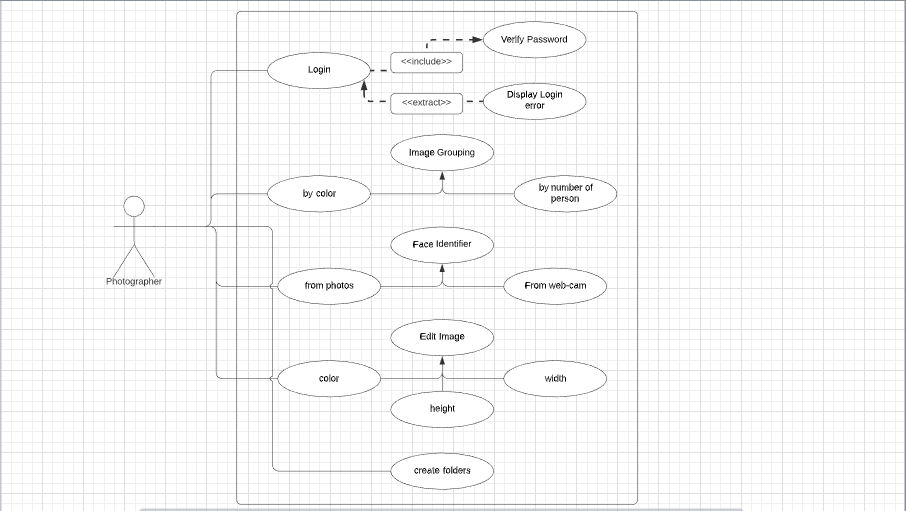 Verify Password
<<include>>
Login
Display Login
error
<<extract>>
Image Grouping
by color
by number of
person
Face Identifier
Photographer
from photos
From web-cam
Edit Image
color
width
height
create folders